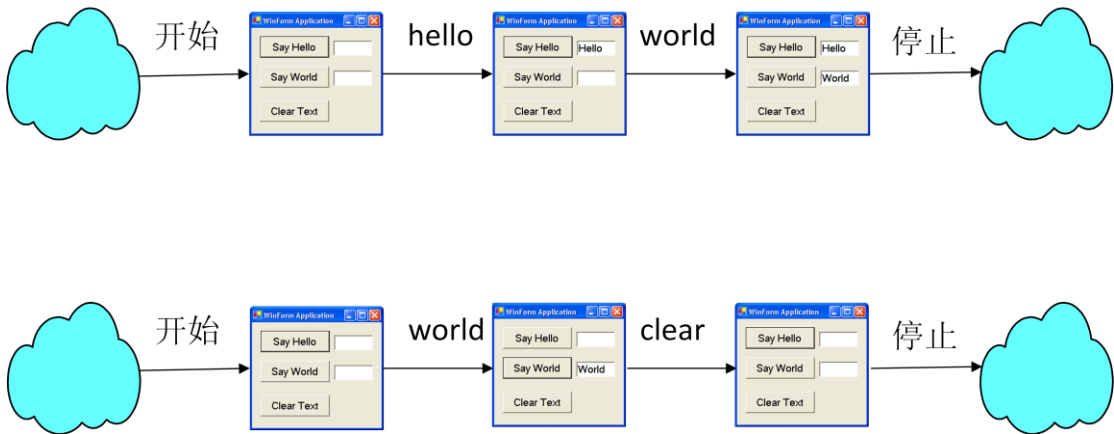 开始
WinForm Application
Say Hello
Say World
Clear Text
hello
WinForm Application
Say Hello Hello
Say World
Clear Text
world
WinForm Application
Say Hello Hello
Say World World
Clear Text
停止
开始
WinForm Application
Say Hello
Say World
Clear Text
world
WinForm Application
Say Hello
Say World World
Clear Text
clear
WinForm Application
Say Hello
Say World
Clear Text
停止